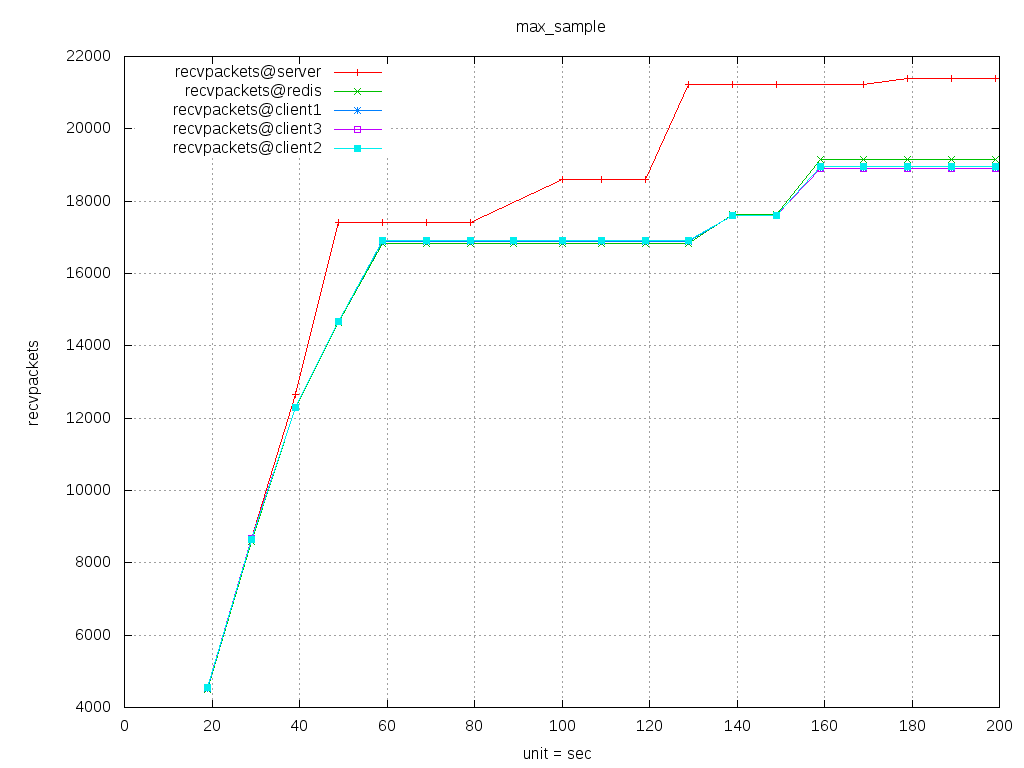 max_sample
22000
20000
18000
16000
14000
12000
10000
8000
6000
4000
recvpackets
recvpackets@server
recvpackets@redis
recvpackets@client1
recvpackets@client3
recvpackets@client2
0 20 40 60 80 100 120 140 160 180 200
unit = sec